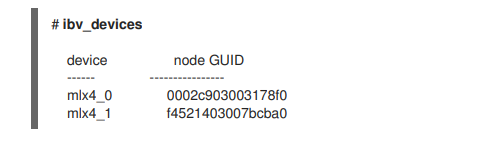 # ibv_devices
device node GUID
------ ----------------
mlx4_0 0002c903003178f0
mlx4_1 f4521403007bcba0